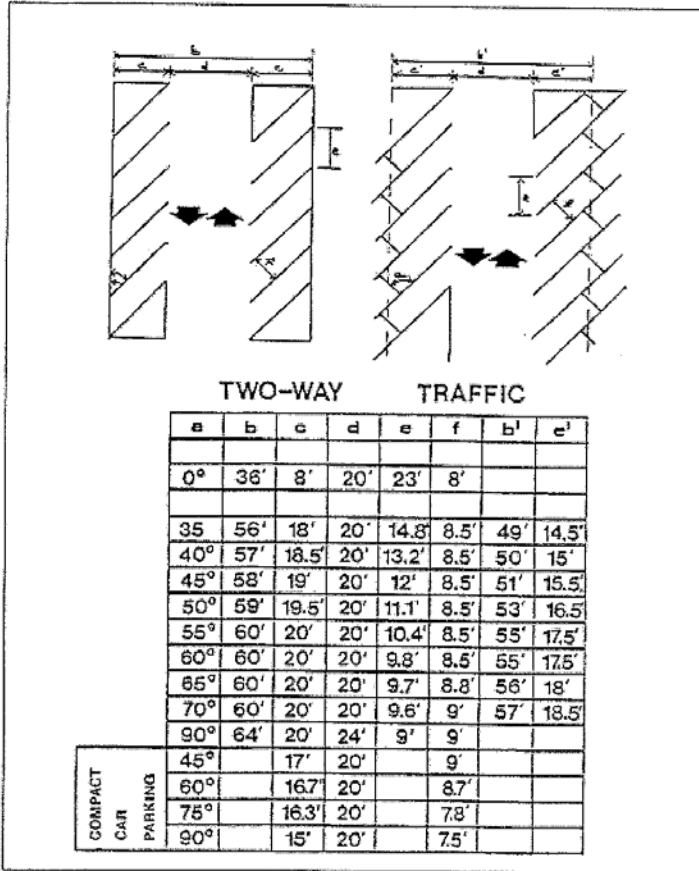 b
c d c
e
b'
c' d c'
e
TWO-WAY TRAFFIC
a b c d e f b' c'
0° 36' 8' 20' 23' 8'
35 56' 18' 20' 14.8' 8.5' 49' 14.5'
40° 57' 18.5' 20' 13.2' 8.5' 50' 15'
45° 58' 19' 20' 12' 8.5' 51' 15.5'
50° 59' 19.5' 20' 11.1' 8.5' 53' 16.5'
55° 60' 20' 20' 10.4' 8.5' 55' 17.5'
60° 60' 20' 20' 9.8' 8.5' 55' 17.5'
65° 60' 20' 20' 9.7' 8.8' 56' 18'
70° 60' 20' 20' 9.6' 9' 57' 18.5'
90° 64' 20' 24' 9' 9'
COMPACT
CAR
PARKING
45° 17' 20' 9'
60° 16.7' 20' 8.7'
75° 16.3' 20' 7.8'
90° 15' 20' 7.5'